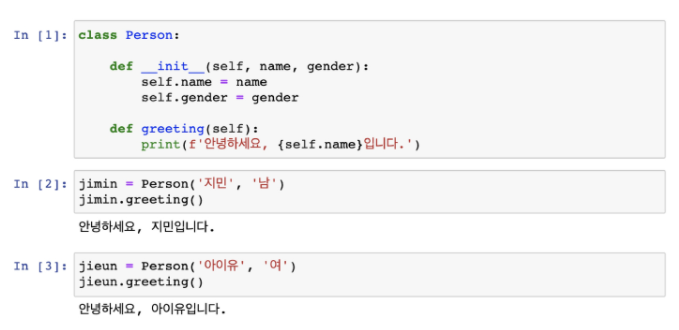 In [1]: class Person:
    def __init__(self, name, gender):
        self.name = name
        self.gender = gender
    def greeting(self):
        print(f'안녕하세요, {self.name}입니다.')
In [2]: jimin = Person('지민', '남')
jimin.greeting()
안녕하세요, 지민입니다.
In [3]: jieun = Person('아이유', '여')
jieun.greeting()
안녕하세요, 아이유입니다.